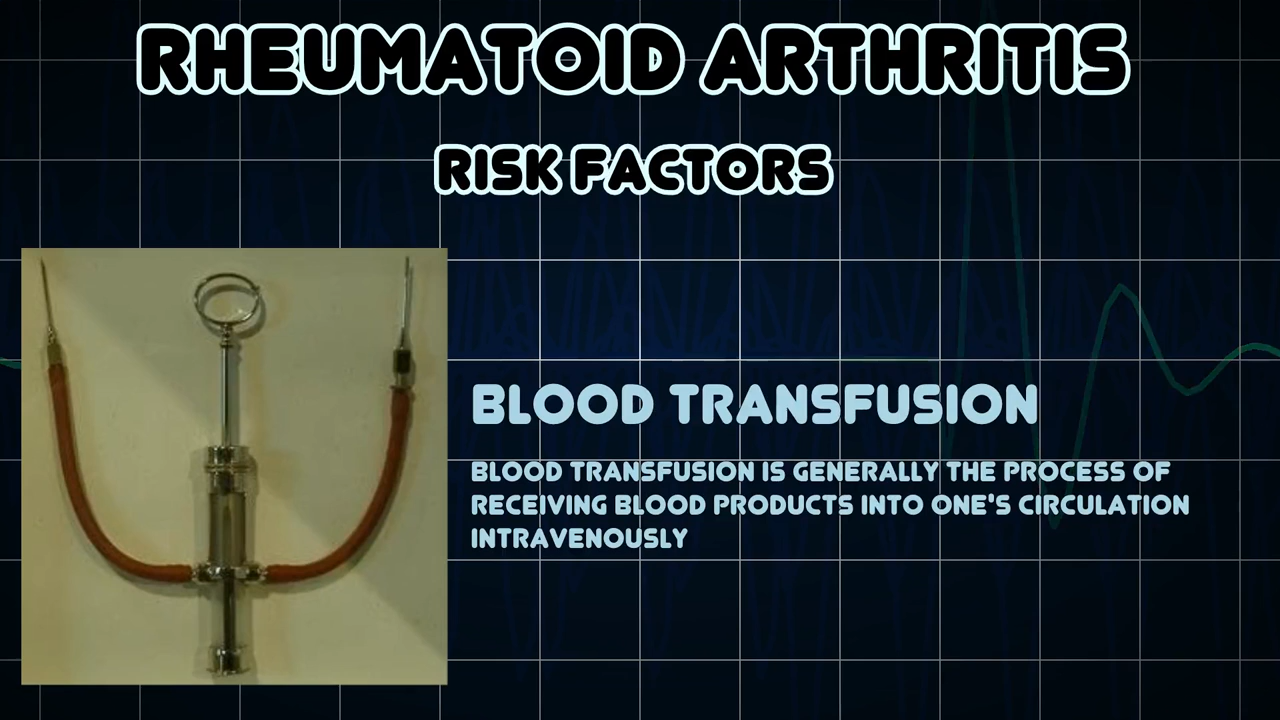 RHEUMATOID ARTHRITIS
RISK FACTORS
BLOOD TRANSFUSION
BLOOD TRANSFUSION IS GENERALLY THE PROCESS OF
RECEIVING BLOOD PRODUCTS INTO ONE'S CIRCULATION
INTRAVENOUSLY